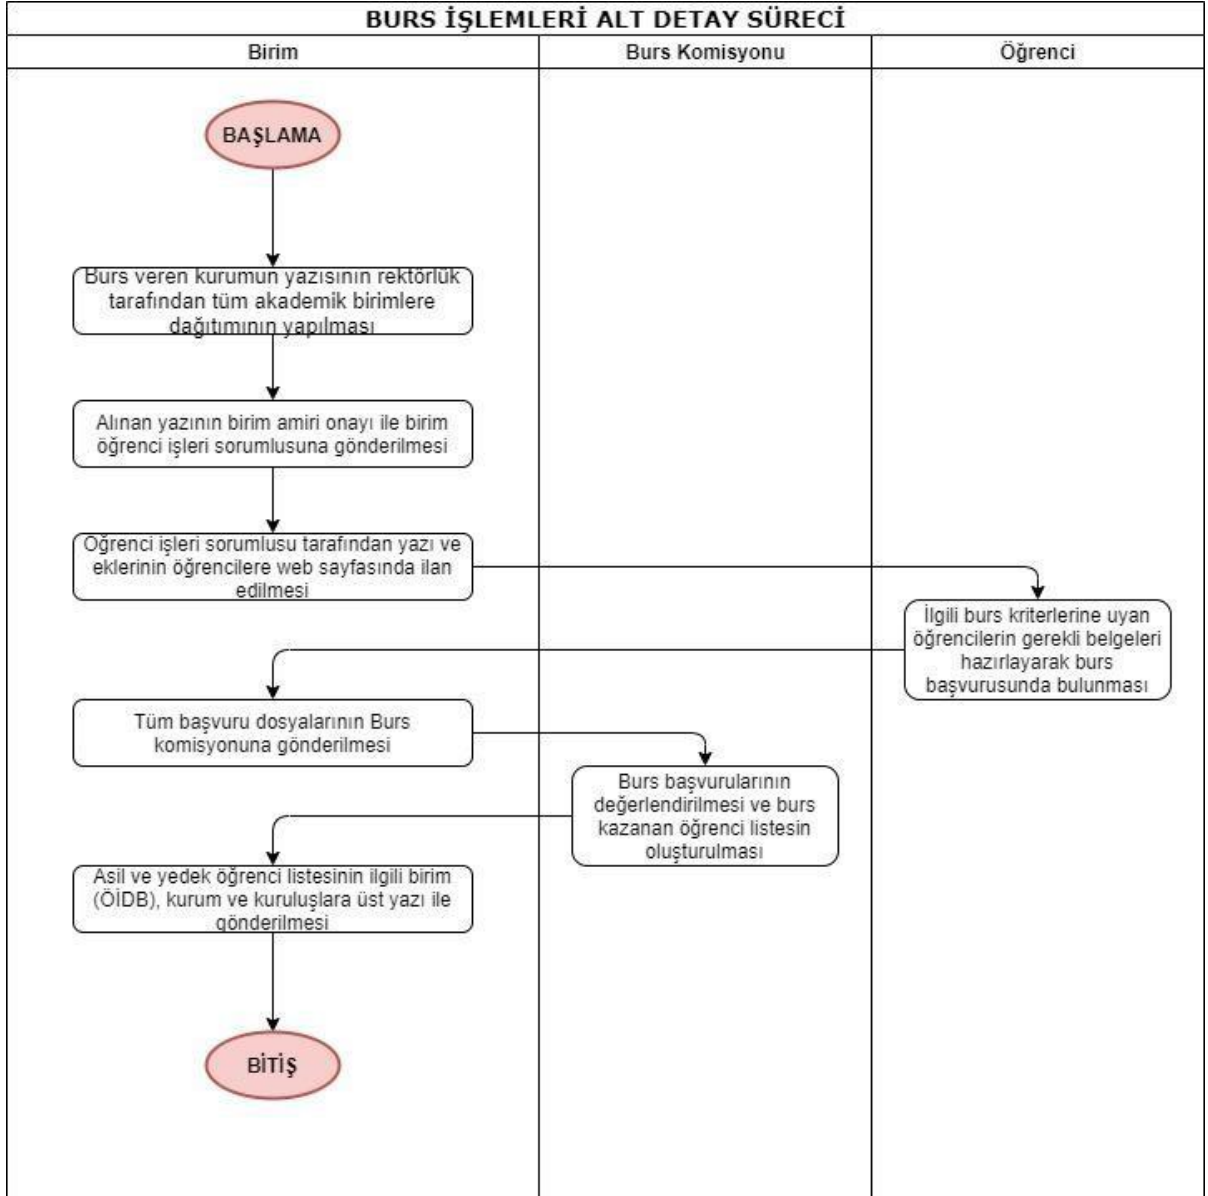 BURS İŞLEMLERİ ALT DETAY SÜRECİ
Birim
Burs Komisyonu
Öğrenci
BAŞLAMA
Burs veren kurumun yazısının rektörlük
tarafından tüm akademik birimlere
dağıtımının yapılması
Alınan yazının birim amiri onayı ile birim
öğrenci işleri sorumlusuna gönderilmesi
Öğrenci işleri sorumlusu tarafından yazı ve
eklerinin öğrencilere web sayfasında ilan
edilmesi
İlgili burs kriterlerine uyan
öğrencilerin gerekli belgeleri
hazırlayarak burs
başvurusunda bulunması
Tüm başvuru dosyalarının Burs
komisyonuna gönderilmesi
Burs başvurularının
değerlendirilmesi ve burs
kazanan öğrenci listesin
oluşturulması
Asil ve yedek öğrenci listesinin ilgili birim
(ÖİDB), kurum ve kuruluşlara üst yazı ile
gönderilmesi
BİTİŞ